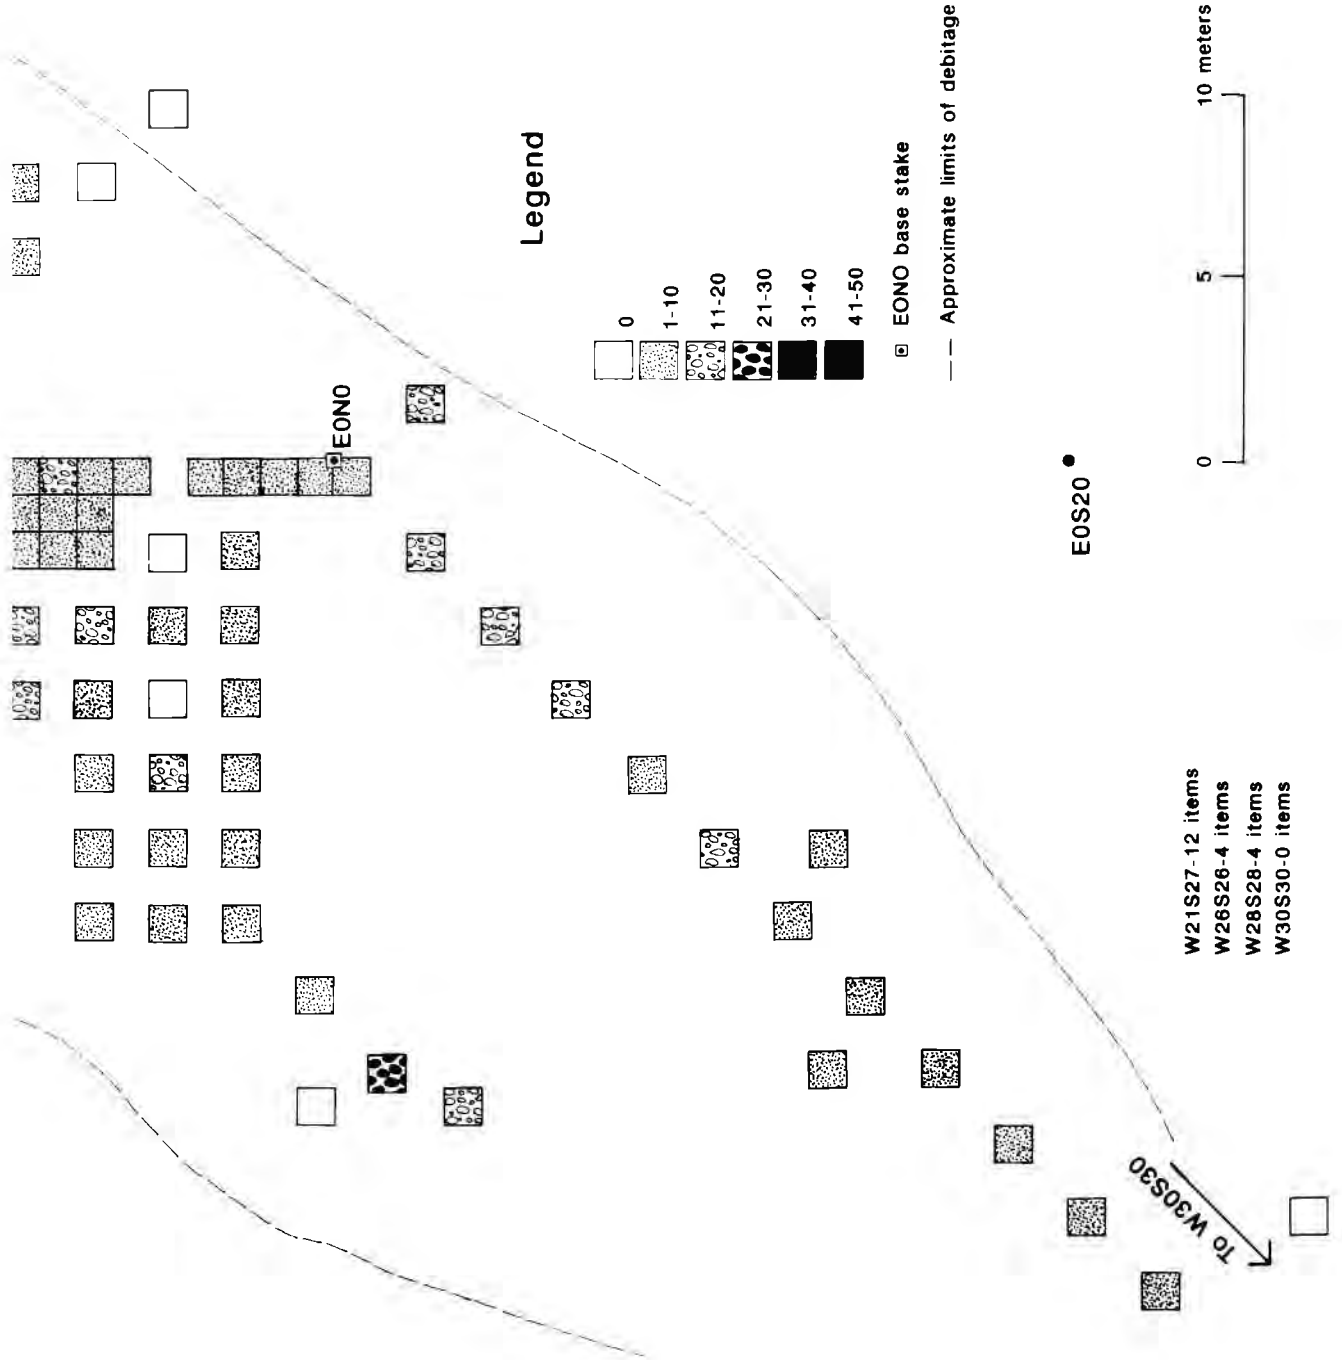 E0N0
Legend
0
1-10
11-20
21-30
31-40
41-50
EONO base stake
Approximate limits of debitage
E0S20
0 5 10 meters
To W30S30
W21S27-12 items
W26S26-4 items
W28S28-4 items
W30S30-0 items